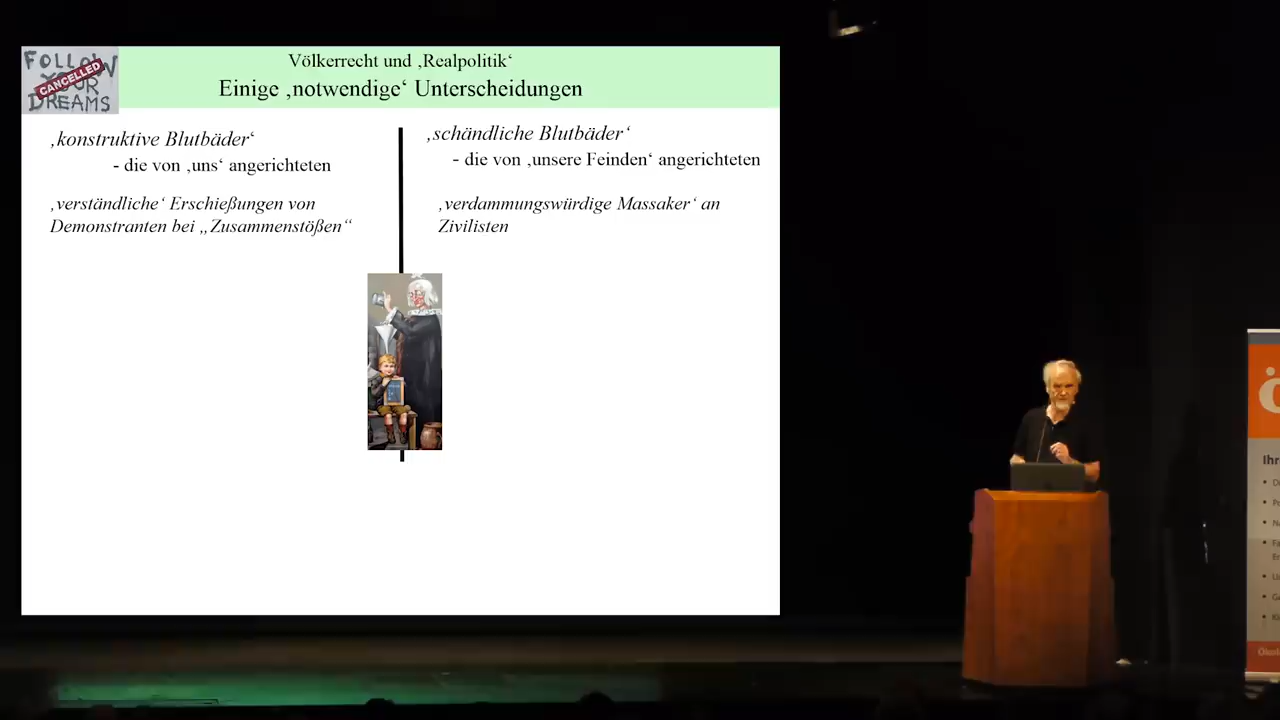 FOLLOW
YOUR
DREAMS
CANCELLED
Völkerrecht und ‚Realpolitik‘
Einige ‚notwendige‘ Unterscheidungen
‚konstruktive Blutbäder‘
- die von ‚uns‘ angerichteten
‚verständliche‘ Erschießungen von
Demonstranten bei „Zusammenstößen“
‚schändliche Blutbäder‘
- die von ‚unsere Feinden‘ angerichteten
‚verdammungswürdige Massaker‘ an
Zivilisten
Ihr